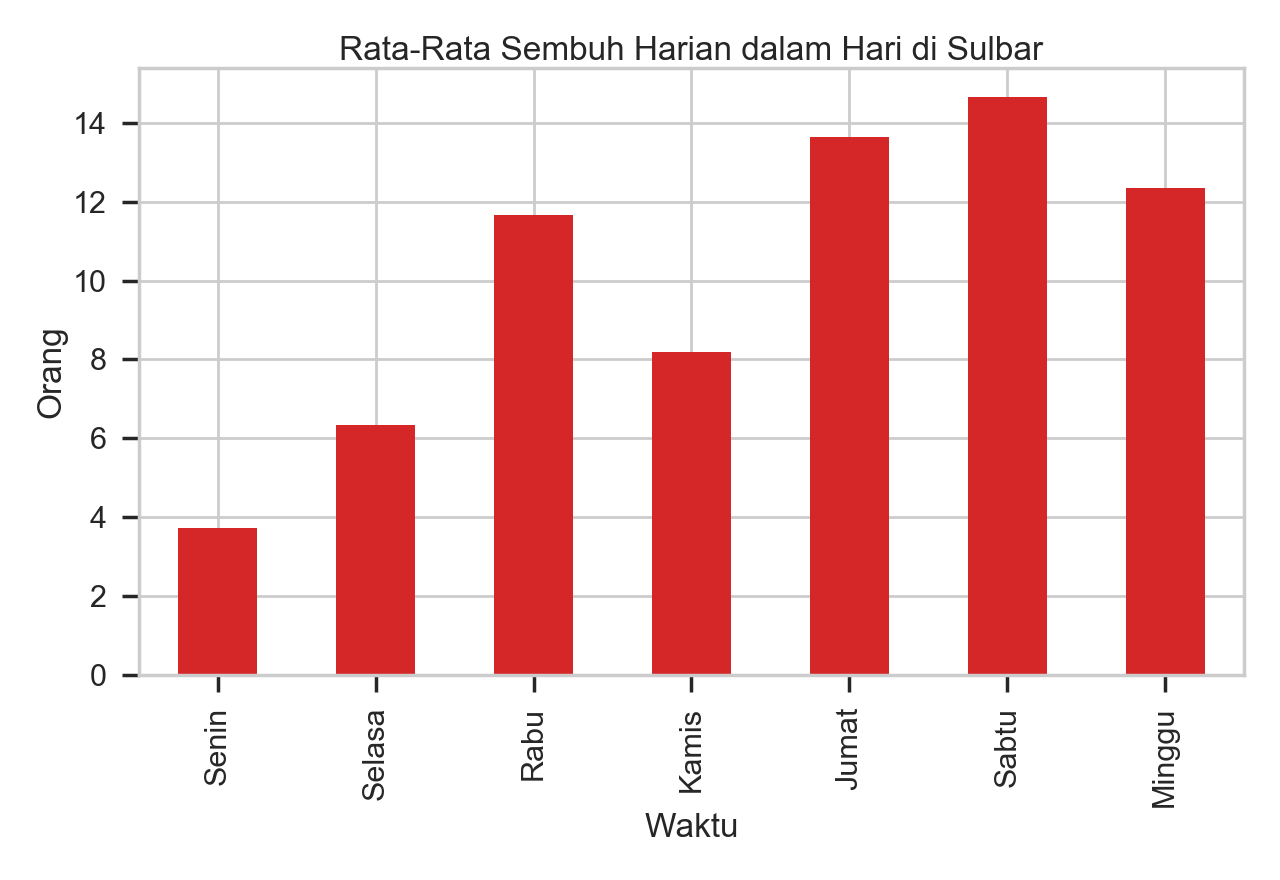 Rata-Rata Sembuh Harian dalam Hari di Sulbar
14
12
10
8
6
4
2
0
Orang
Senin
Selasa
Rabu
Kamis
Jumat
Sabtu
Minggu
Waktu